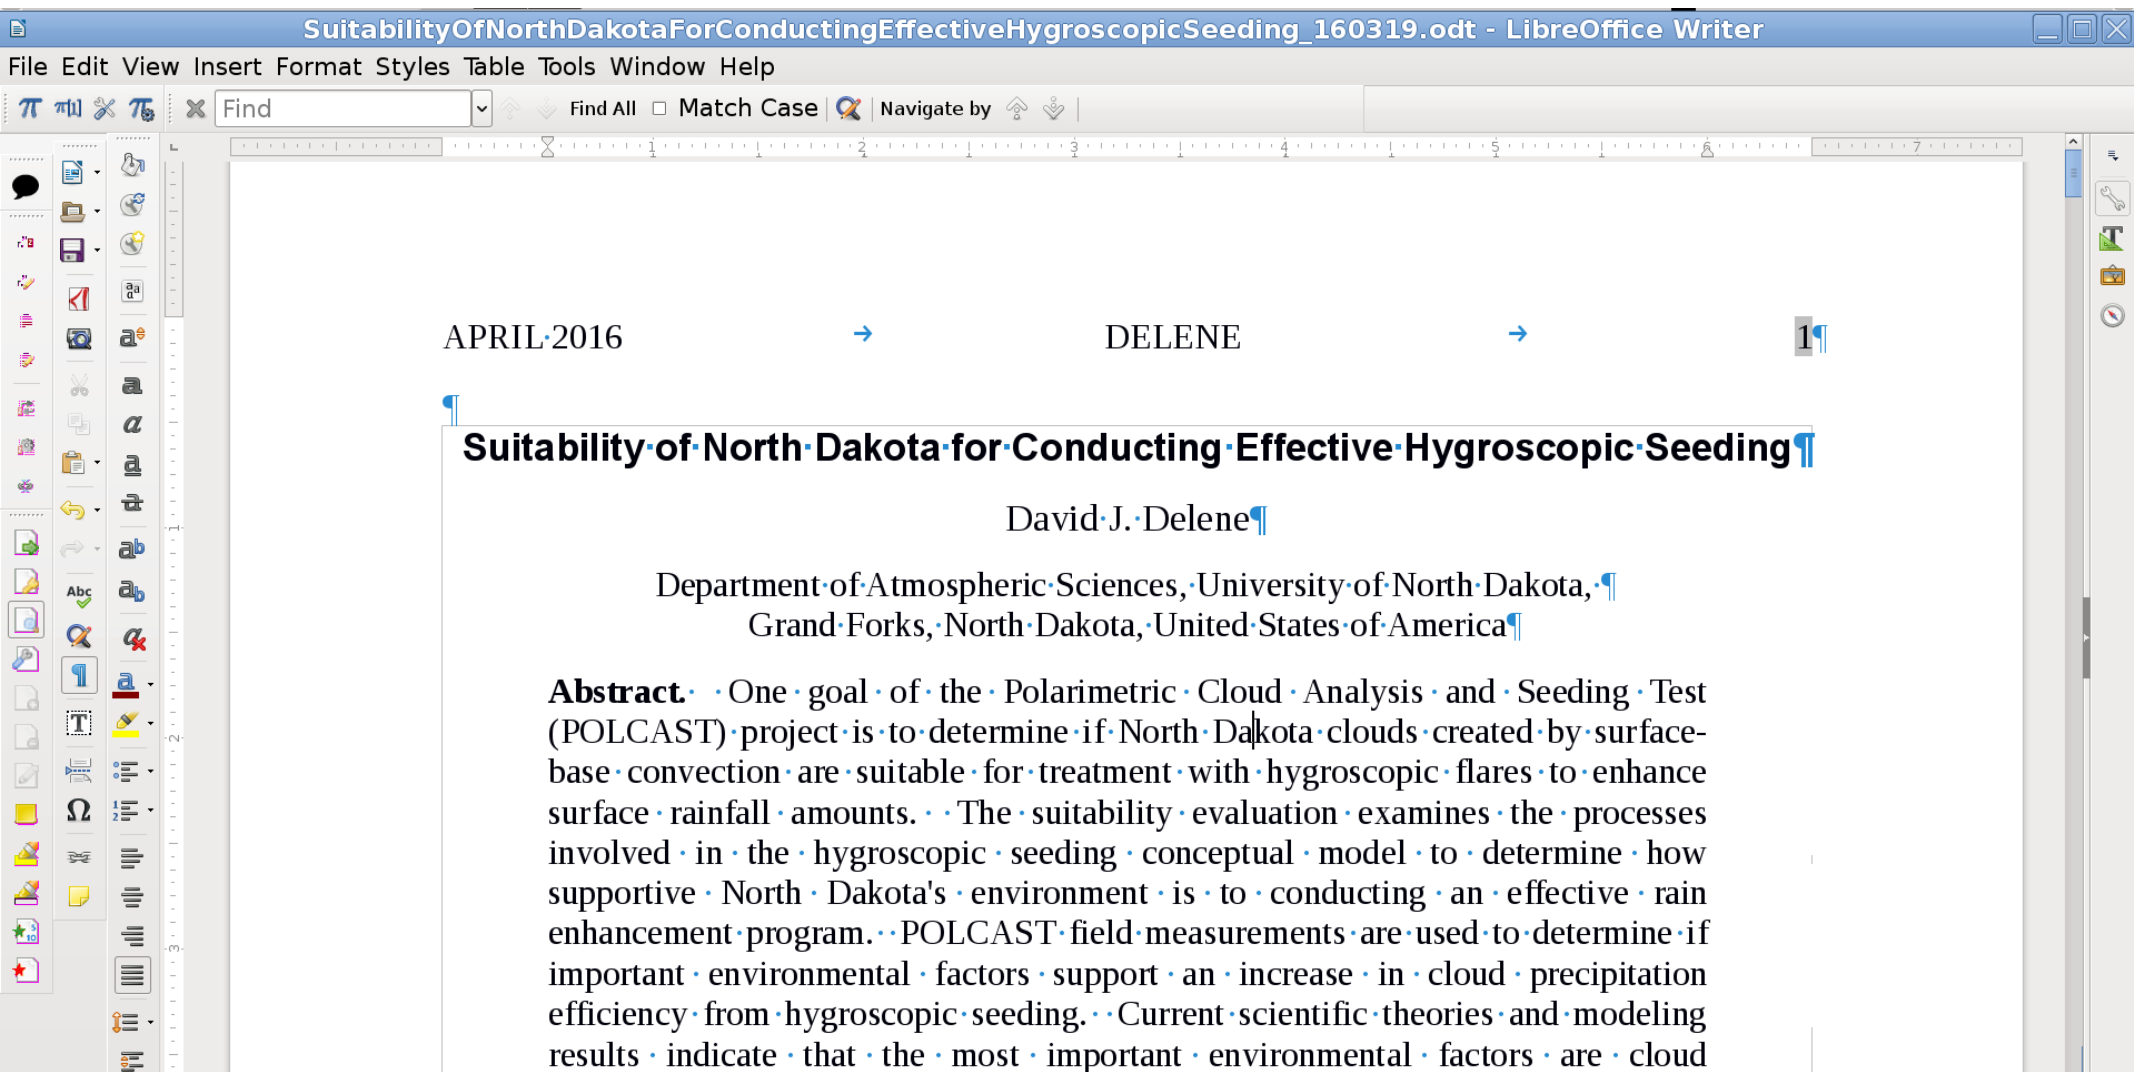 SuitabilityOfNorthDakotaForConductingEffectiveHygroscopicSeeding_160319.odt - LibreOffice Writer
File Edit View Insert Format Styles Table Tools Window Help
Find Find All Match Case Navigate by
1 2 3 4 5 6 7
APRIL 2016 DELENE 1
Suitability of North Dakota for Conducting Effective Hygroscopic Seeding
David J. Delene
Department of Atmospheric Sciences, University of North Dakota,
Grand Forks, North Dakota, United States of America
Abstract. One goal of the Polarimetric Cloud Analysis and Seeding Test
(POLCAST) project is to determine if North Dakota clouds created by surface-
base convection are suitable for treatment with hygroscopic flares to enhance
surface rainfall amounts. The suitability evaluation examines the processes
involved in the hygroscopic seeding conceptual model to determine how
supportive North Dakota's environment is to conducting an effective rain
enhancement program. POLCAST field measurements are used to determine if
important environmental factors support an increase in cloud precipitation
efficiency from hygroscopic seeding. Current scientific theories and modeling
results indicate that the most important environmental factors are cloud